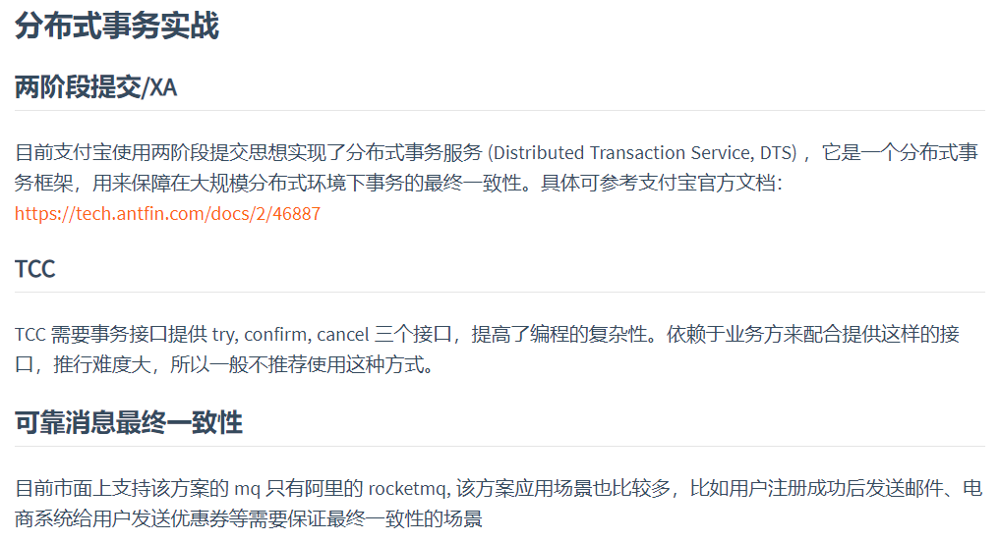 分布式事务实战
两阶段提交/XA
目前支付宝使用两阶段提交思想实现了分布式事务服务 (Distributed Transaction Service, DTS) ，它是一个分布式事
务框架，用来保障在大规模分布式环境下事务的最终一致性。具体可参考支付宝官方文档：
https://tech.antfin.com/docs/2/46887
TCC
TCC 需要事务接口提供 try, confirm, cancel 三个接口，提高了编程的复杂性。依赖于业务方来配合提供这样的接
口，推行难度大，所以一般不推荐使用这种方式。
可靠消息最终一致性
目前市面上支持该方案的 mq 只有阿里的 rocketmq, 该方案应用场景也比较多，比如用户注册成功后发送邮件、电
商系统给用户发送优惠券等需要保证最终一致性的场景